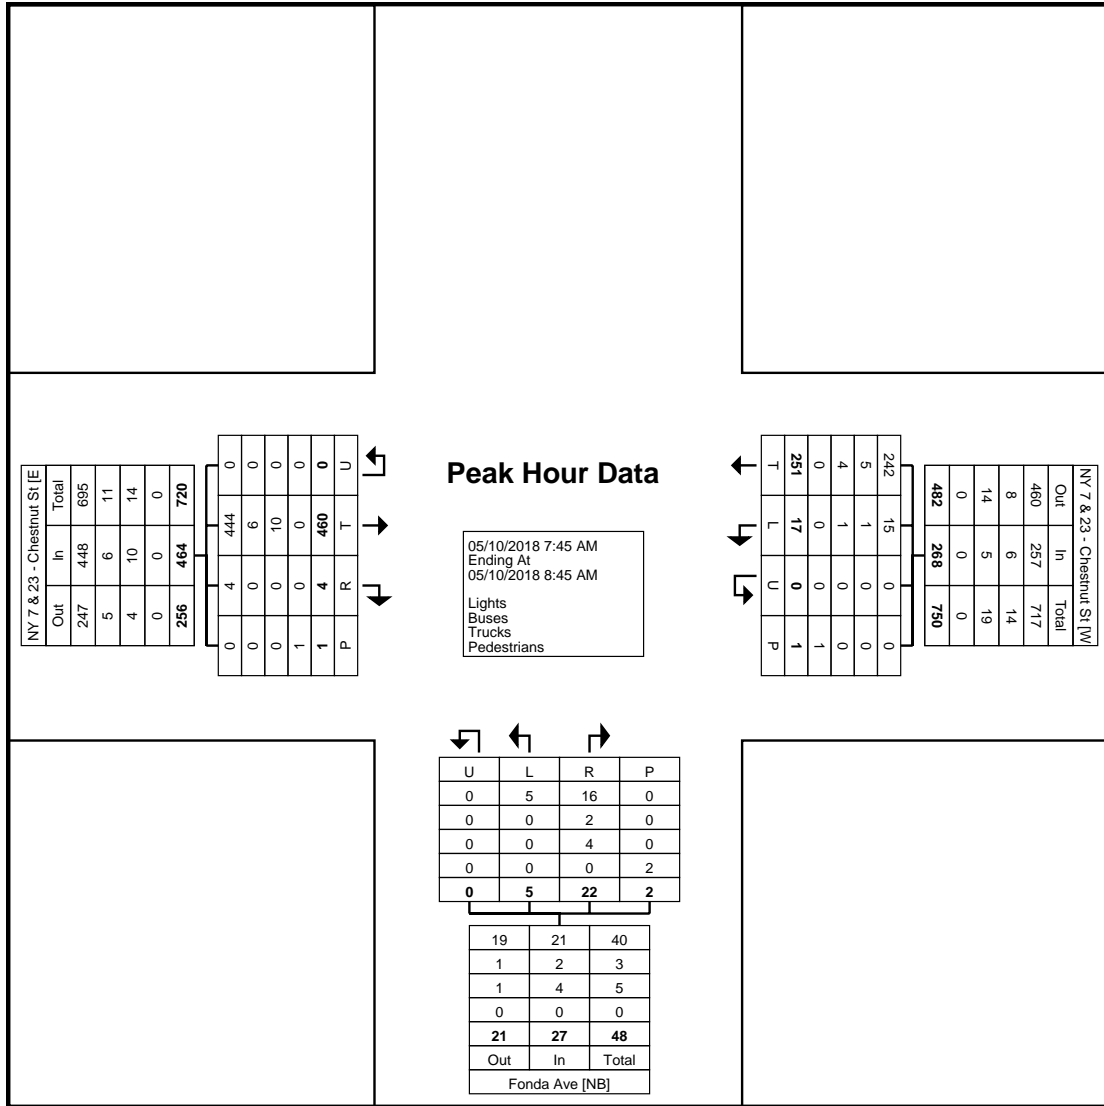 Peak Hour Data
05/10/2018 7:45 AM
Ending At
05/10/2018 8:45 AM
Lights
Buses
Trucks
Pedestrians
NY 7 & 23 - Chestnut St [E
Out In Total
247 448 695
5 6 11
4 10 14
0 0 0
256 464 720
0 444 4 0
0 6 0 0
0 10 0 0
0 0 0 1
0 460 4 1
U T R P
NY 7 & 23 - Chestnut St [W
Out In Total
460 257 717
8 6 14
14 5 19
0 0 0
482 268 750
242 15 0 0
5 1 0 0
4 1 0 0
0 0 0 1
251 17 0 1
T L U P
U L R P
0 5 16 0
0 0 2 0
0 0 4 0
0 0 0 2
0 5 22 2
19 21 40
1 2 3
1 4 5
0 0 0
21 27 48
Out In Total
Fonda Ave [NB]